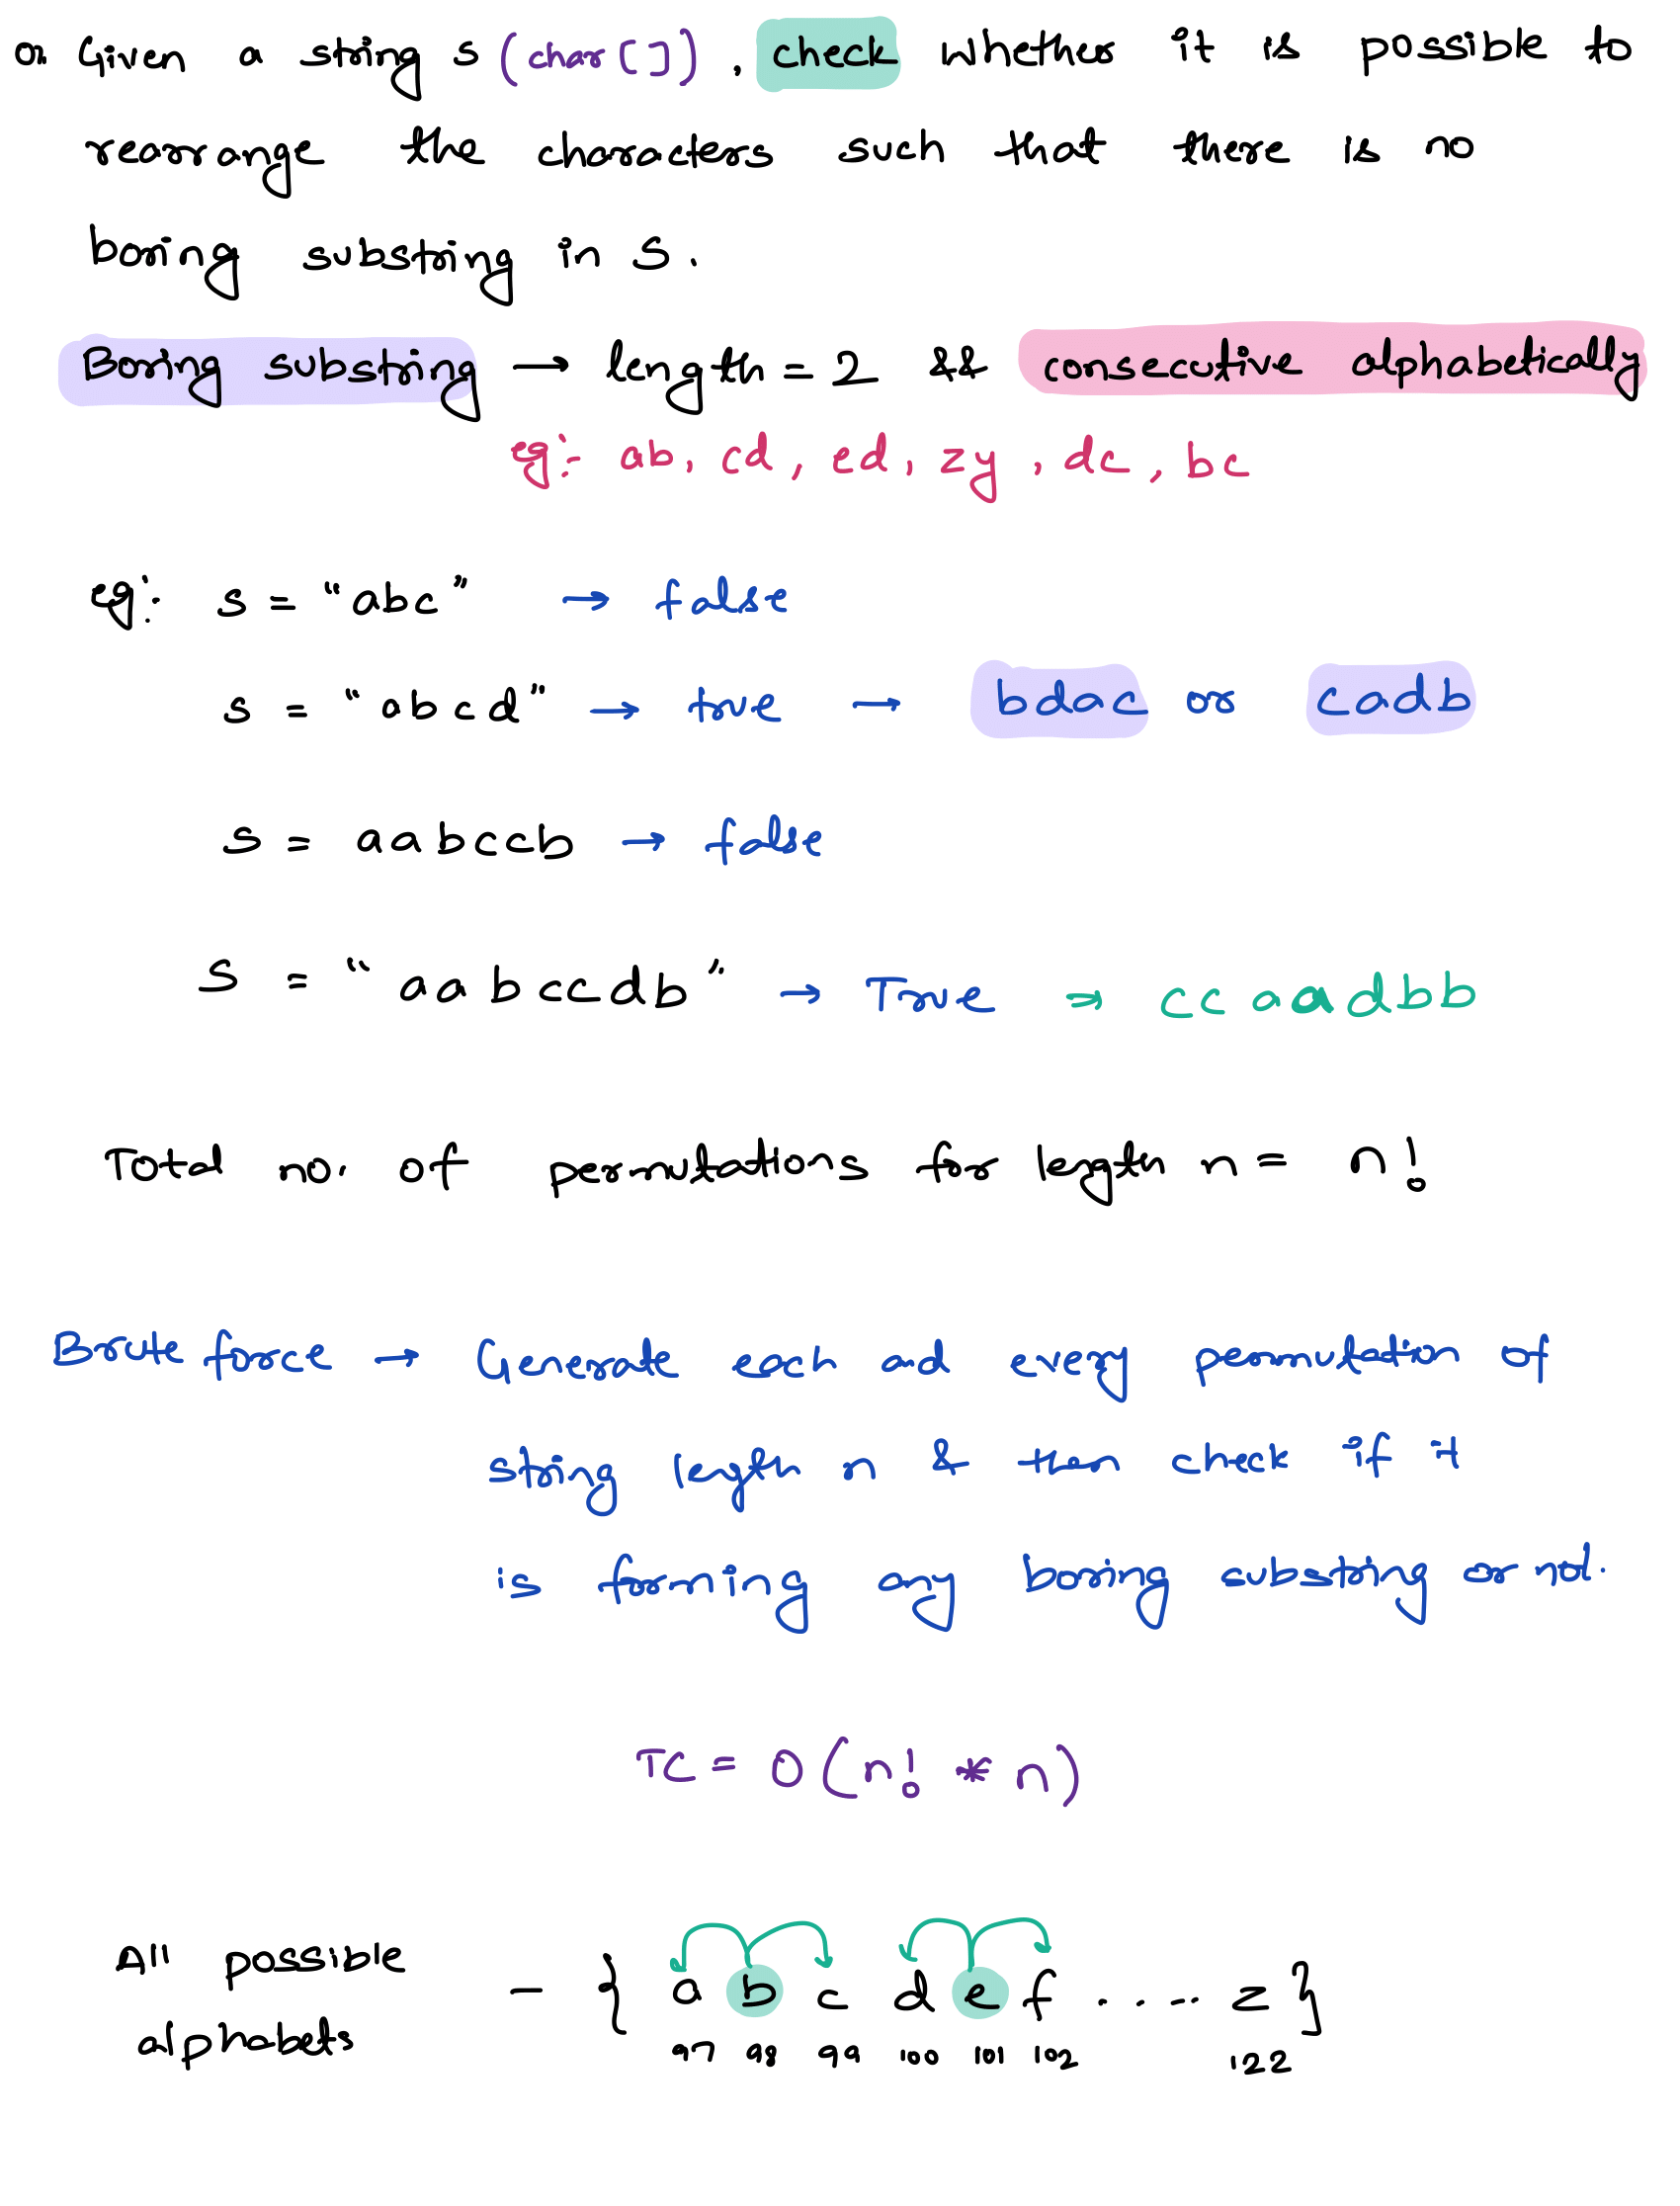 Q. Given a string s (char[]), check whether it is possible to
rearrange the characters such that there is no
boring substring in S.
Boring substring → length = 2 && consecutive alphabetically
eg:- ab, cd, ed, zy, dc, bc
eg: s = "abc" → false
s = "abcd" → true → bdac or cadb
s = aabccb → false
S = "aabccdb" → True ⇒ ccaadbb
Total no. of permutations for length n = n!
Brute force → Generate each and every permutation of
string length n & then check if it
is forming any boring substring or not.
TC = O(n! * n)
All possible
alphabets
- { a b c d e f ..... z }
97 98 99 100 101 102 122